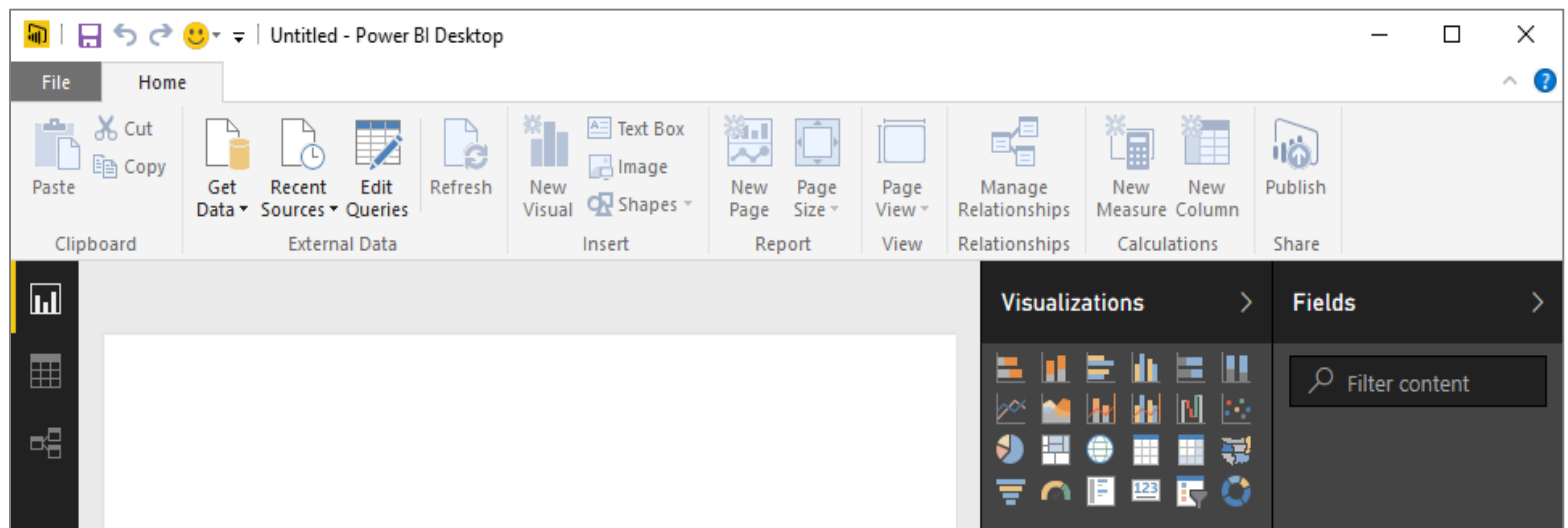 Untitled - Power BI Desktop
File Home
Cut
Copy
Paste
Get Data
Recent Sources
Edit Queries
Refresh
New Visual
Text Box
Image
Shapes
New Page
Page Size
Page View
Manage Relationships
New Measure
New Column
Publish
Clipboard External Data Insert Report View Relationships Calculations Share
Visualizations Fields
Filter content
123